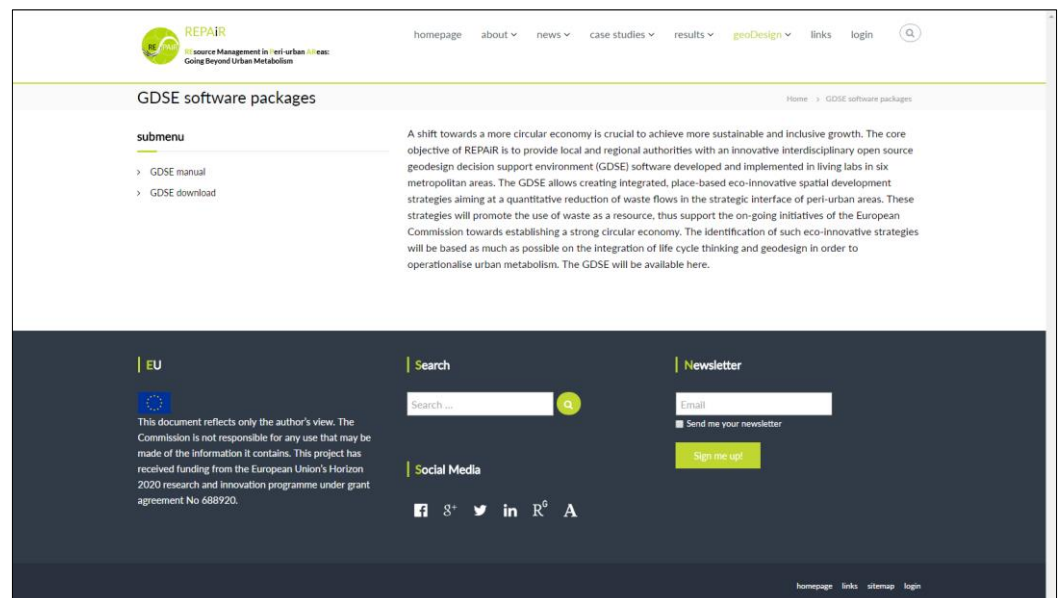 REPAiR
REsource Management in Peri-urban AReas:
Going Beyond Urban Metabolism
homepage about news case studies results geoDesign links login
GDSE software packages
Home > GDSE software packages
submenu
> GDSE manual
> GDSE download
A shift towards a more circular economy is crucial to achieve more sustainable and inclusive growth. The core
objective of REPAiR is to provide local and regional authorities with an innovative interdisciplinary open source
geodesign decision support environment (GDSE) software developed and implemented in living labs in six
metropolitan areas. The GDSE allows creating integrated, place-based eco-innovative spatial development
strategies aiming at a quantitative reduction of waste flows in the strategic interface of peri-urban areas. These
strategies will promote the use of waste as a resource, thus support the on-going initiatives of the European
Commission towards establishing a strong circular economy. The identification of such eco-innovative strategies
will be based as much as possible on the integration of life cycle thinking and geodesign in order to
operationalise urban metabolism. The GDSE will be available here.
EU
This document reflects only the author's view. The
Commission is not responsible for any use that may be
made of the information it contains. This project has
received funding from the European Union's Horizon
2020 research and innovation programme under grant
agreement No 688920.
Search
Search ...
Social Media
g+ in RG A
Newsletter
Email
Send me your newsletter
Sign me up!
homepage links sitemap login